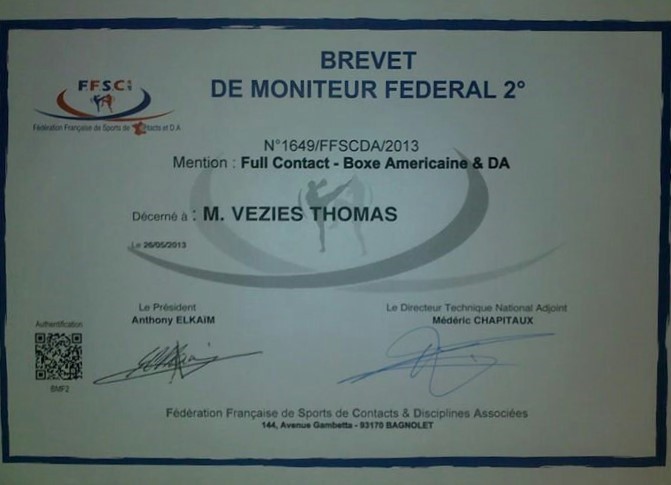 BREVET
DE MONITEUR FEDERAL 2°
F.F.S.C.
Fédération Française de Sports de Contacts et D.A
N°1649/FFSCDA/2013
Mention : Full Contact - Boxe Americaine & DA
Décerné à : M. VEZIES THOMAS
Le 26/05/2013
Le Président
Anthony ELKAÏM
Le Directeur Technique National Adjoint
Médéric CHAPITAUX
Authentification
BMF2
Fédération Française de Sports de Contacts & Disciplines Associées
144, Avenue Gambetta - 93170 BAGNOLET